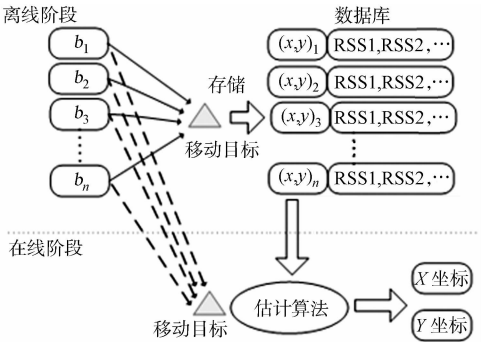 离线阶段
数据库
b1
(x,y)1 RSS1,RSS2,…
b2
存储
(x,y)2 RSS1,RSS2,…
b3
(x,y)3 RSS1,RSS2,…
移动目标
bn
(x,y)n RSS1,RSS2,…
在线阶段
X坐标
估计算法
移动目标
Y坐标